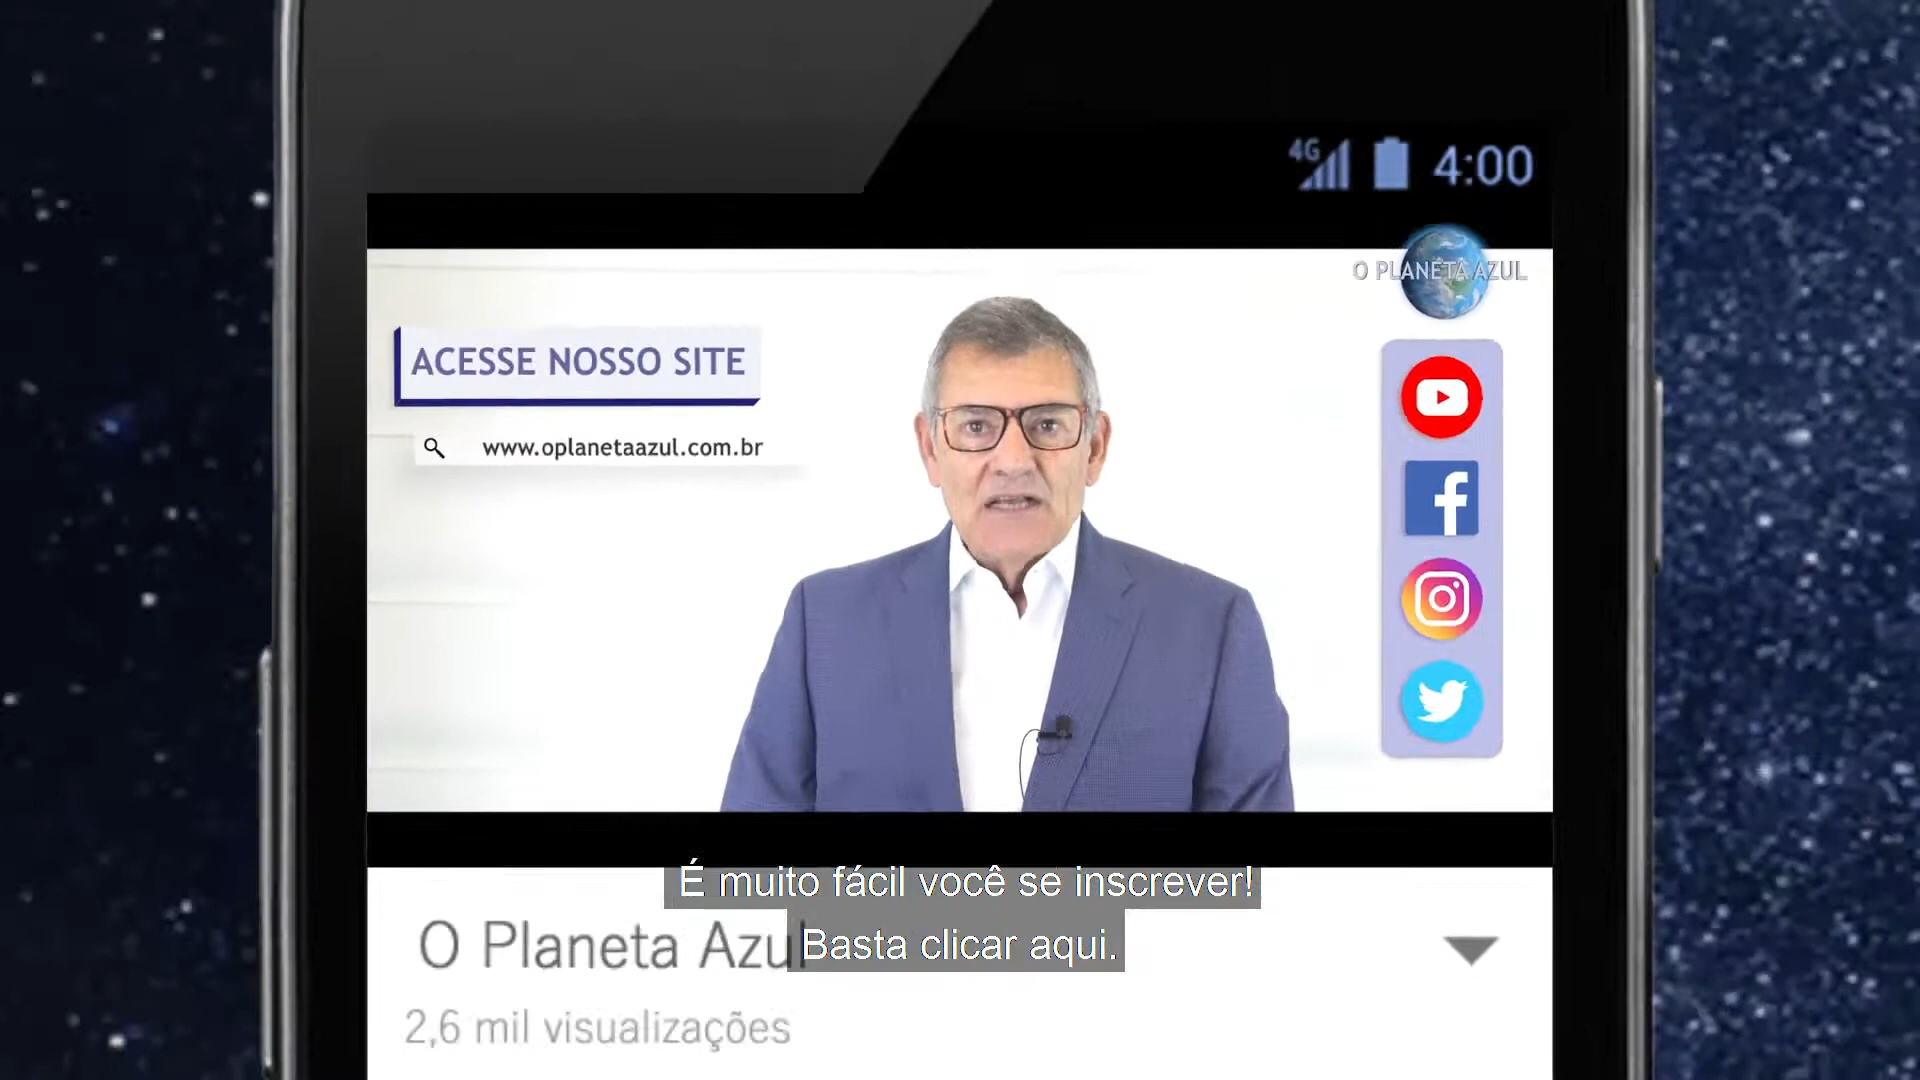 4G 4:00
O PLANETA AZUL
ACESSE NOSSO SITE
www.oplanetaazul.com.br
É muito fácil você se inscrever!
Basta clicar aqui.
O Planeta Azul
2,6 mil visualizações